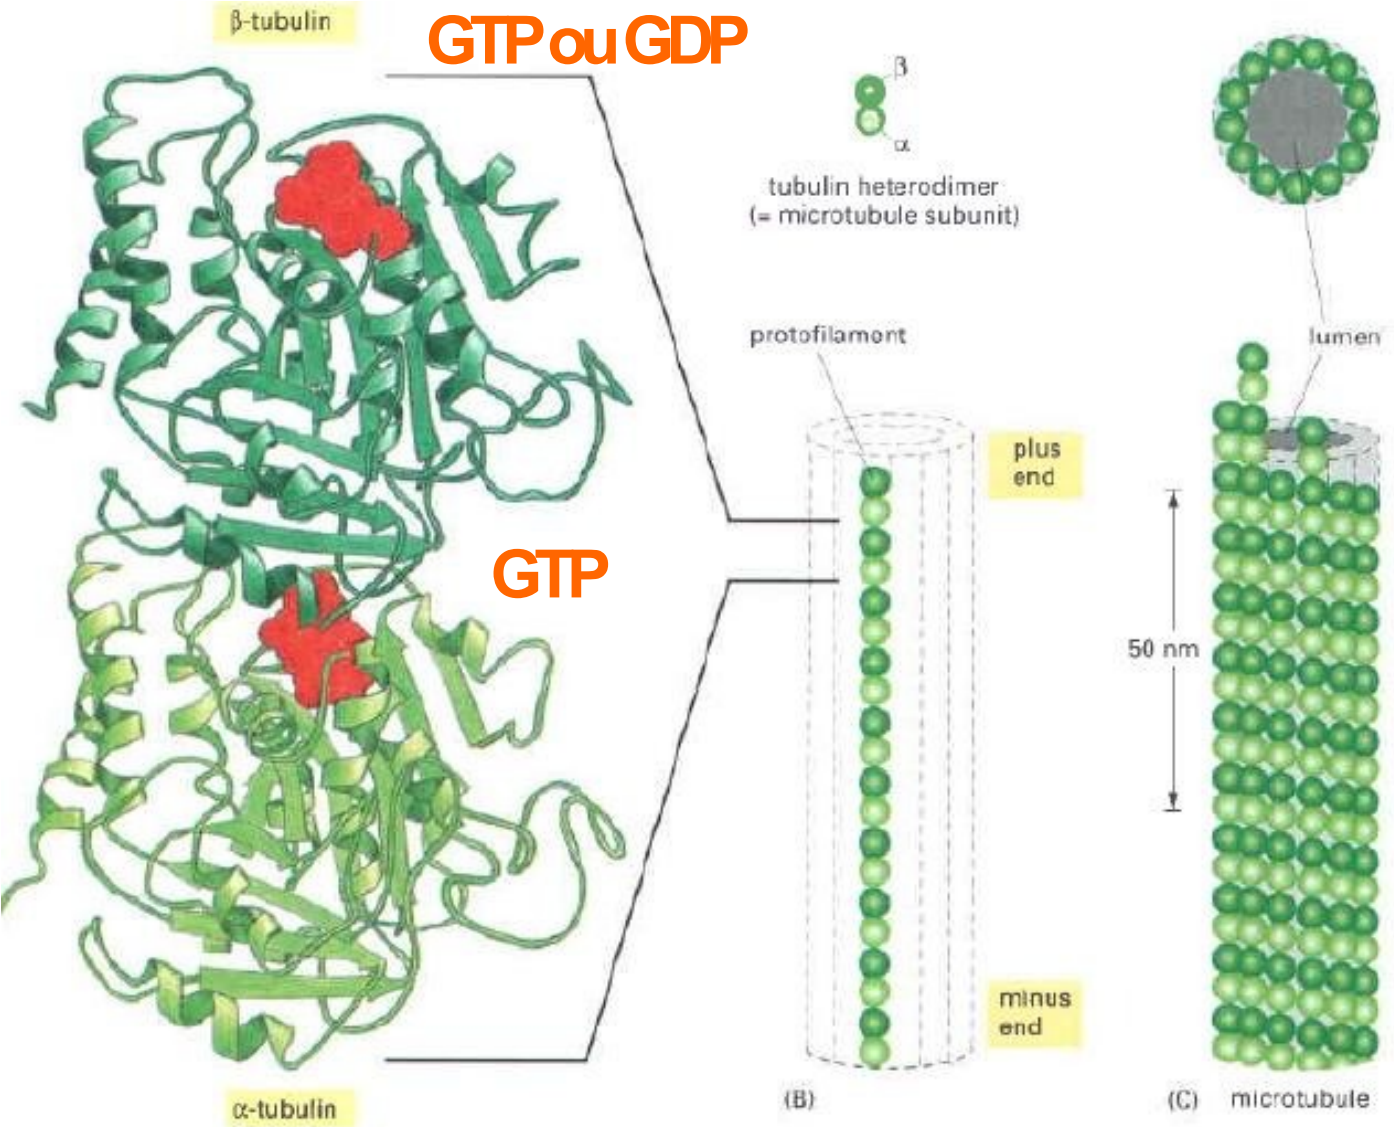 β-tubulin
GTP ou GDP
GTP
α-tubulin
β
α
tubulin heterodimer
(= microtubule subunit)
protofilament
plus
end
minus
end
(B)
lumen
50 nm
(C)
microtubule